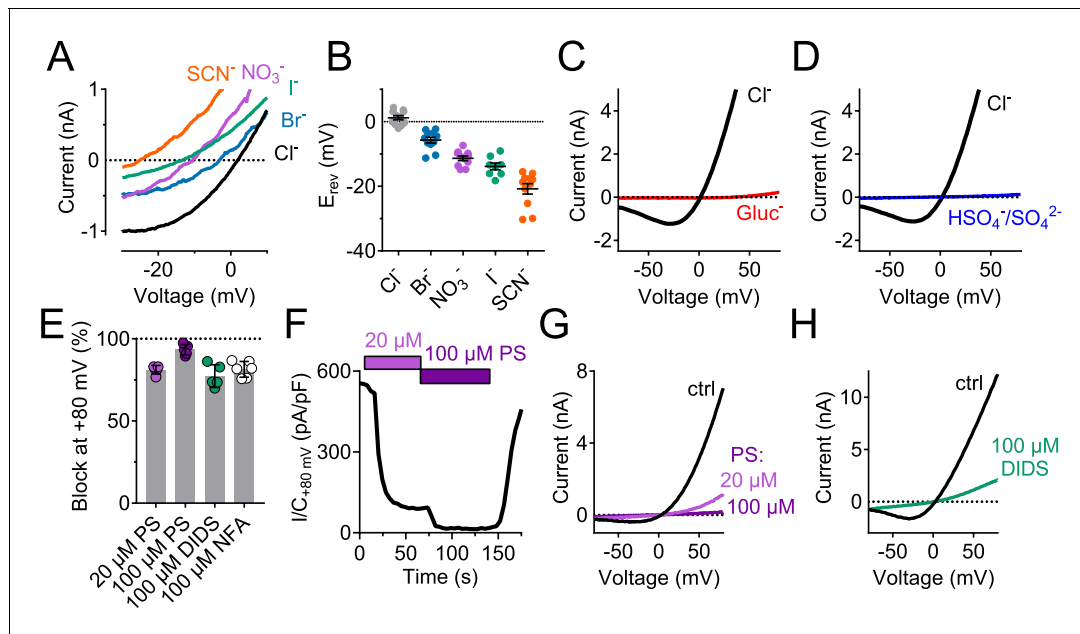 A
SCN⁻
NO₃⁻
I⁻
Br⁻
Cl⁻
Current (nA)
1
0
-1
-20
0
Voltage (mV)
B
E_rev (mV)
0
-20
-40
Cl⁻
Br⁻
NO₃⁻
I⁻
SCN⁻
C
Cl⁻
Gluc⁻
Current (nA)
4
2
0
-2
-50
0
50
Voltage (mV)
D
Cl⁻
HSO₄⁻/SO₄²⁻
Current (nA)
4
2
0
-2
-50
0
50
Voltage (mV)
E
Block at +80 mV (%)
100
50
0
20 µM PS
100 µM PS
100 µM DIDS
100 µM NFA
F
20 µM
100 µM PS
I/C+80 mV (pA/pF)
600
300
0
0
50
100
150
Time (s)
G
ctrl
PS:
20 µM
100 µM
Current (nA)
8
4
0
-50
0
50
Voltage (mV)
H
ctrl
100 µM
DIDS
Current (nA)
10
5
0
-50
0
50
Voltage (mV)